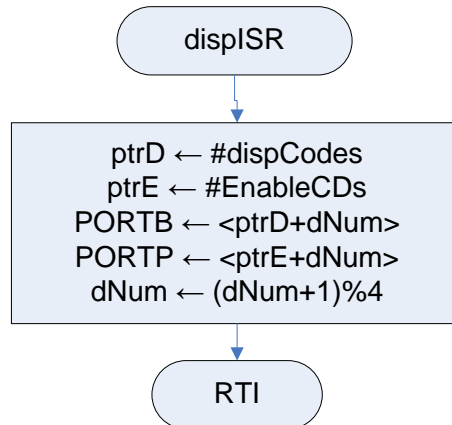 dispISR
ptrD ← #dispCodes
ptrE ← #EnableCDs
PORTB ← <ptrD+dNum>
PORTP ← <ptrE+dNum>
dNum ← (dNum+1)%4
RTI